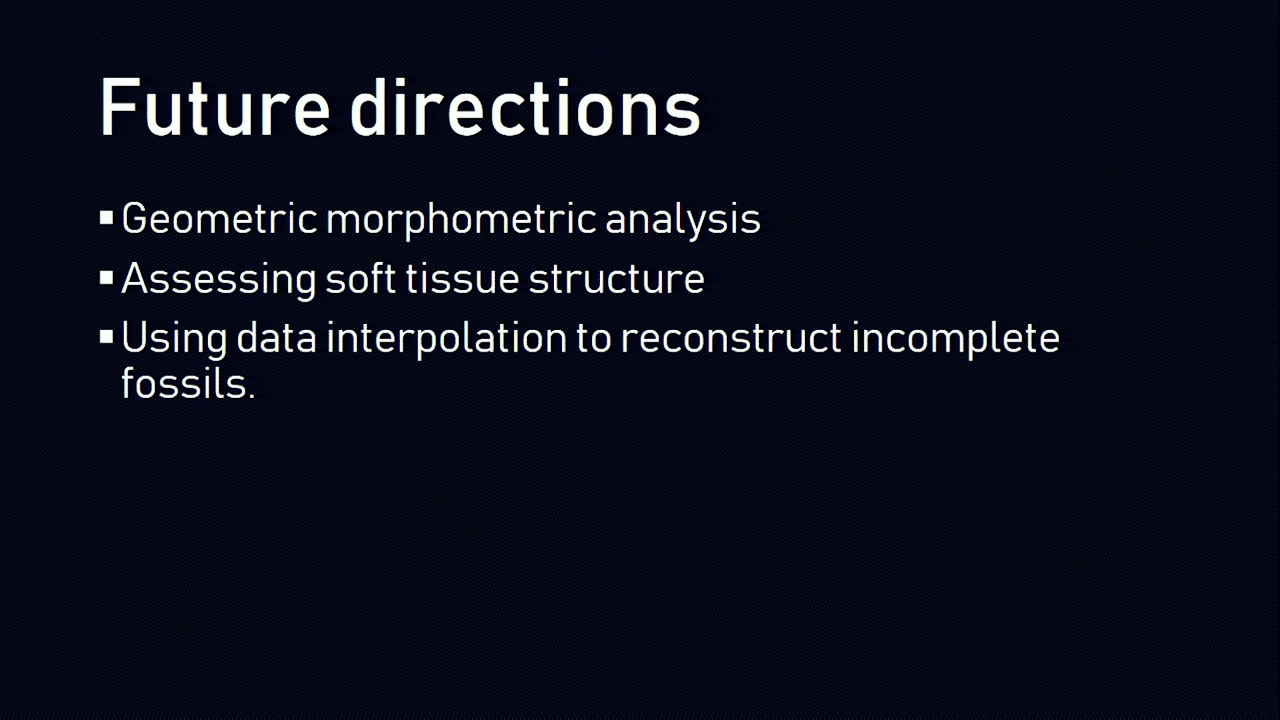 Future directions
▪ Geometric morphometric analysis
▪ Assessing soft tissue structure
▪ Using data interpolation to reconstruct incomplete
fossils.